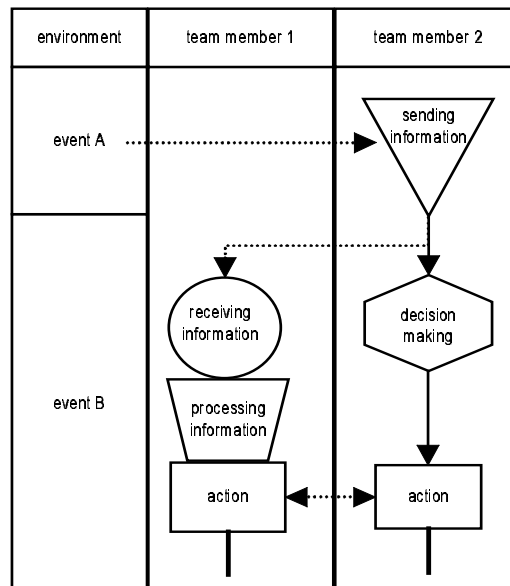 environment
team member 1
team member 2
event A
sending
information
receiving
information
decision
making
event B
processing
information
action
action